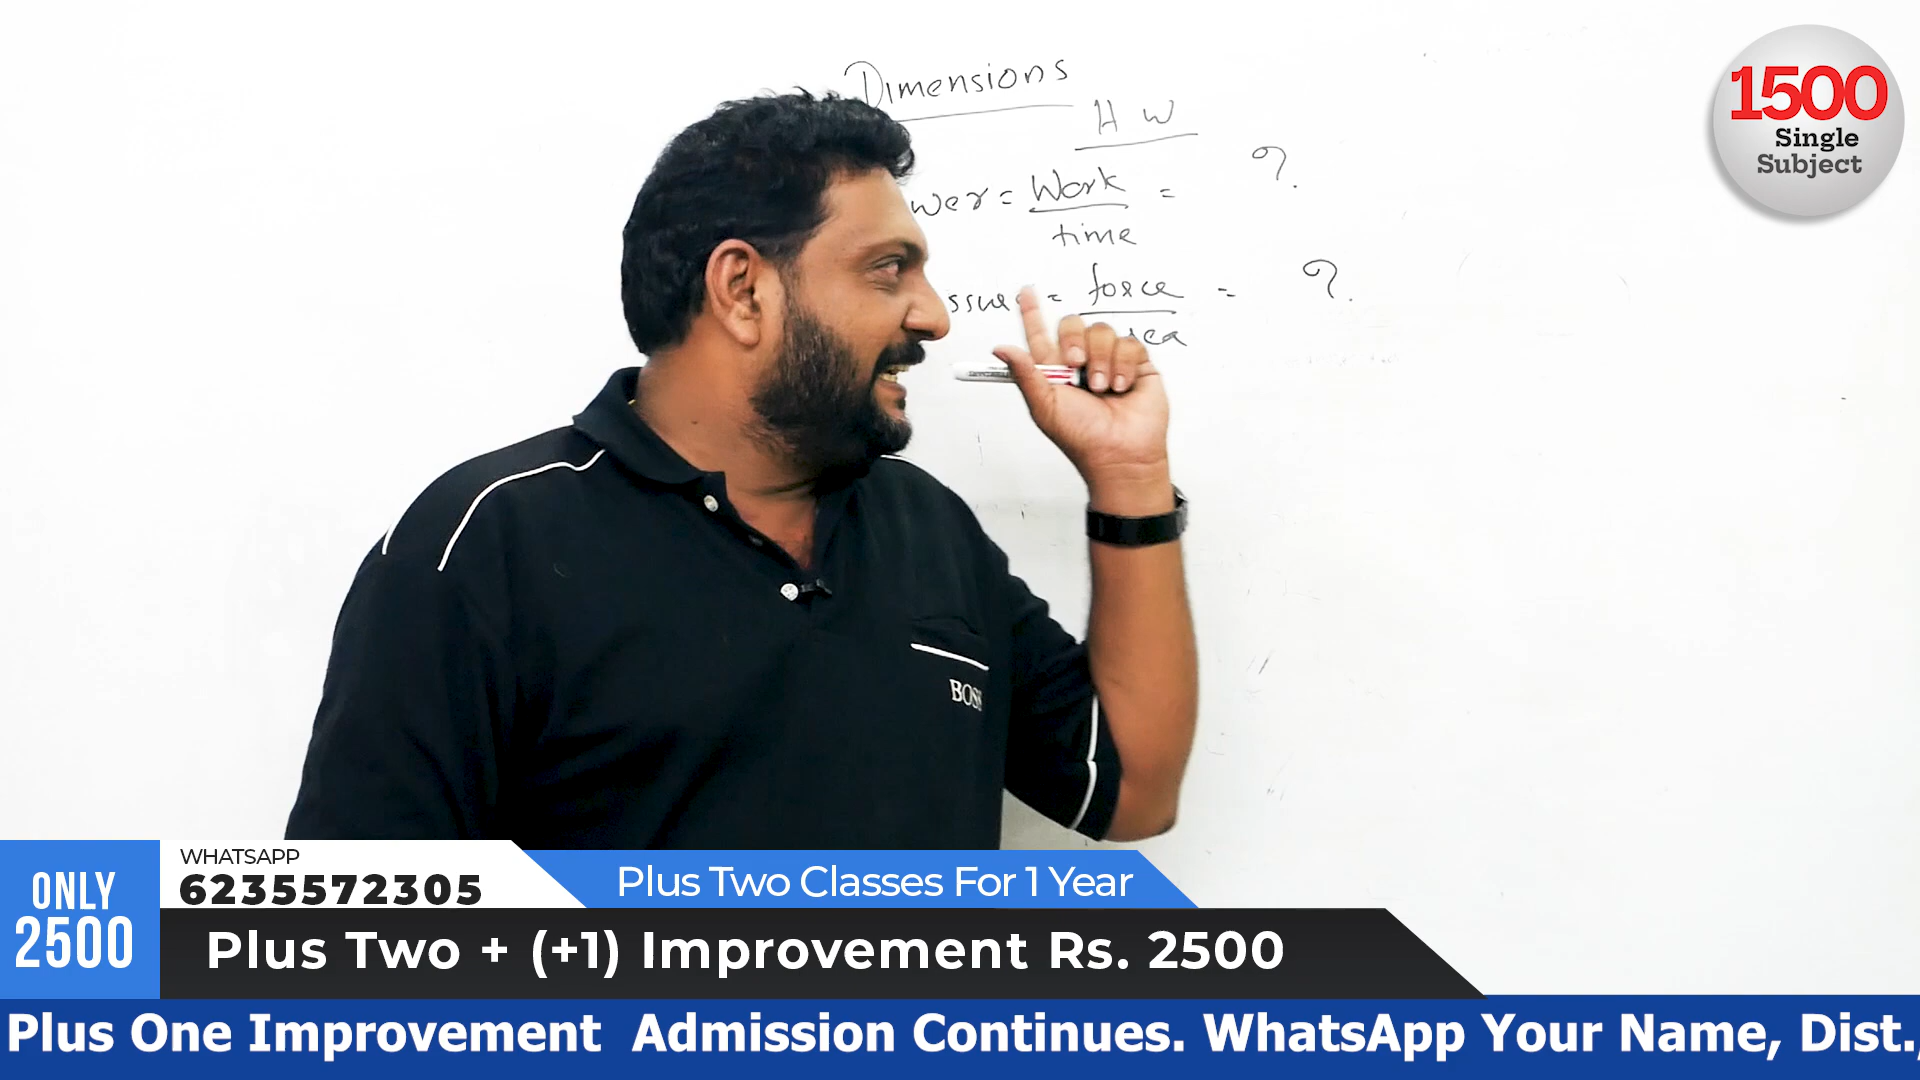 Dimensions
H W
wer = Work = ?
time
ssure = force = ?
ea
1500
Single
Subject
BOSS
ONLY
2500
WHATSAPP
6235572305
Plus Two Classes For 1 Year
Plus Two + (+1) Improvement Rs. 2500
Plus One Improvement Admission Continues. WhatsApp Your Name, Dist.,